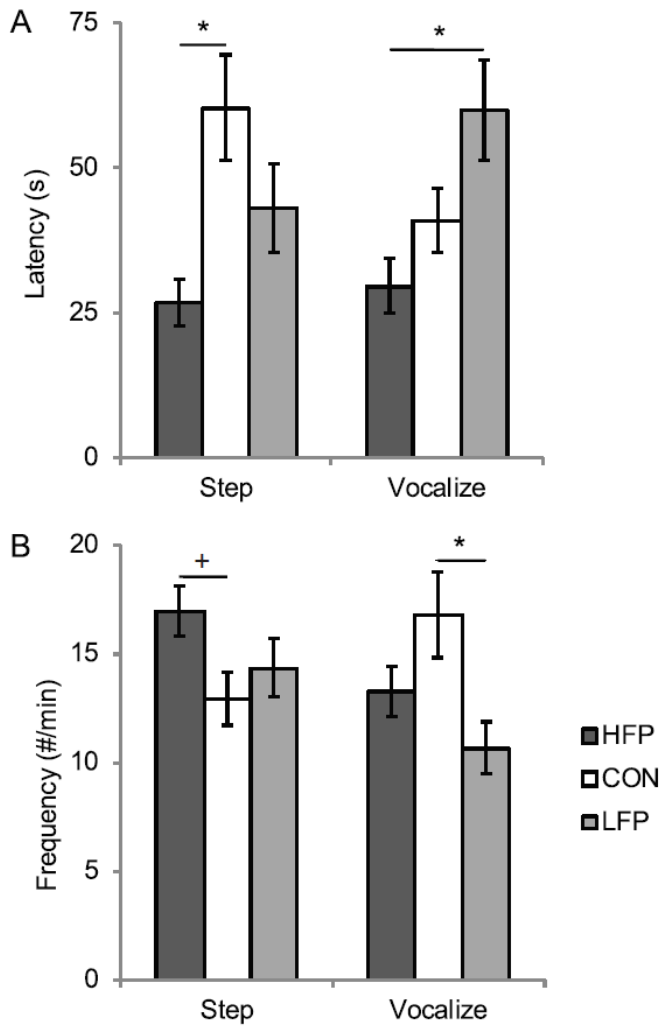 A
75
*
*
50
Latency (s)
25
0
Step
Vocalize
B
20
+
*
15
Frequency (#/min)
10
5
0
Step
Vocalize
HFP
CON
LFP